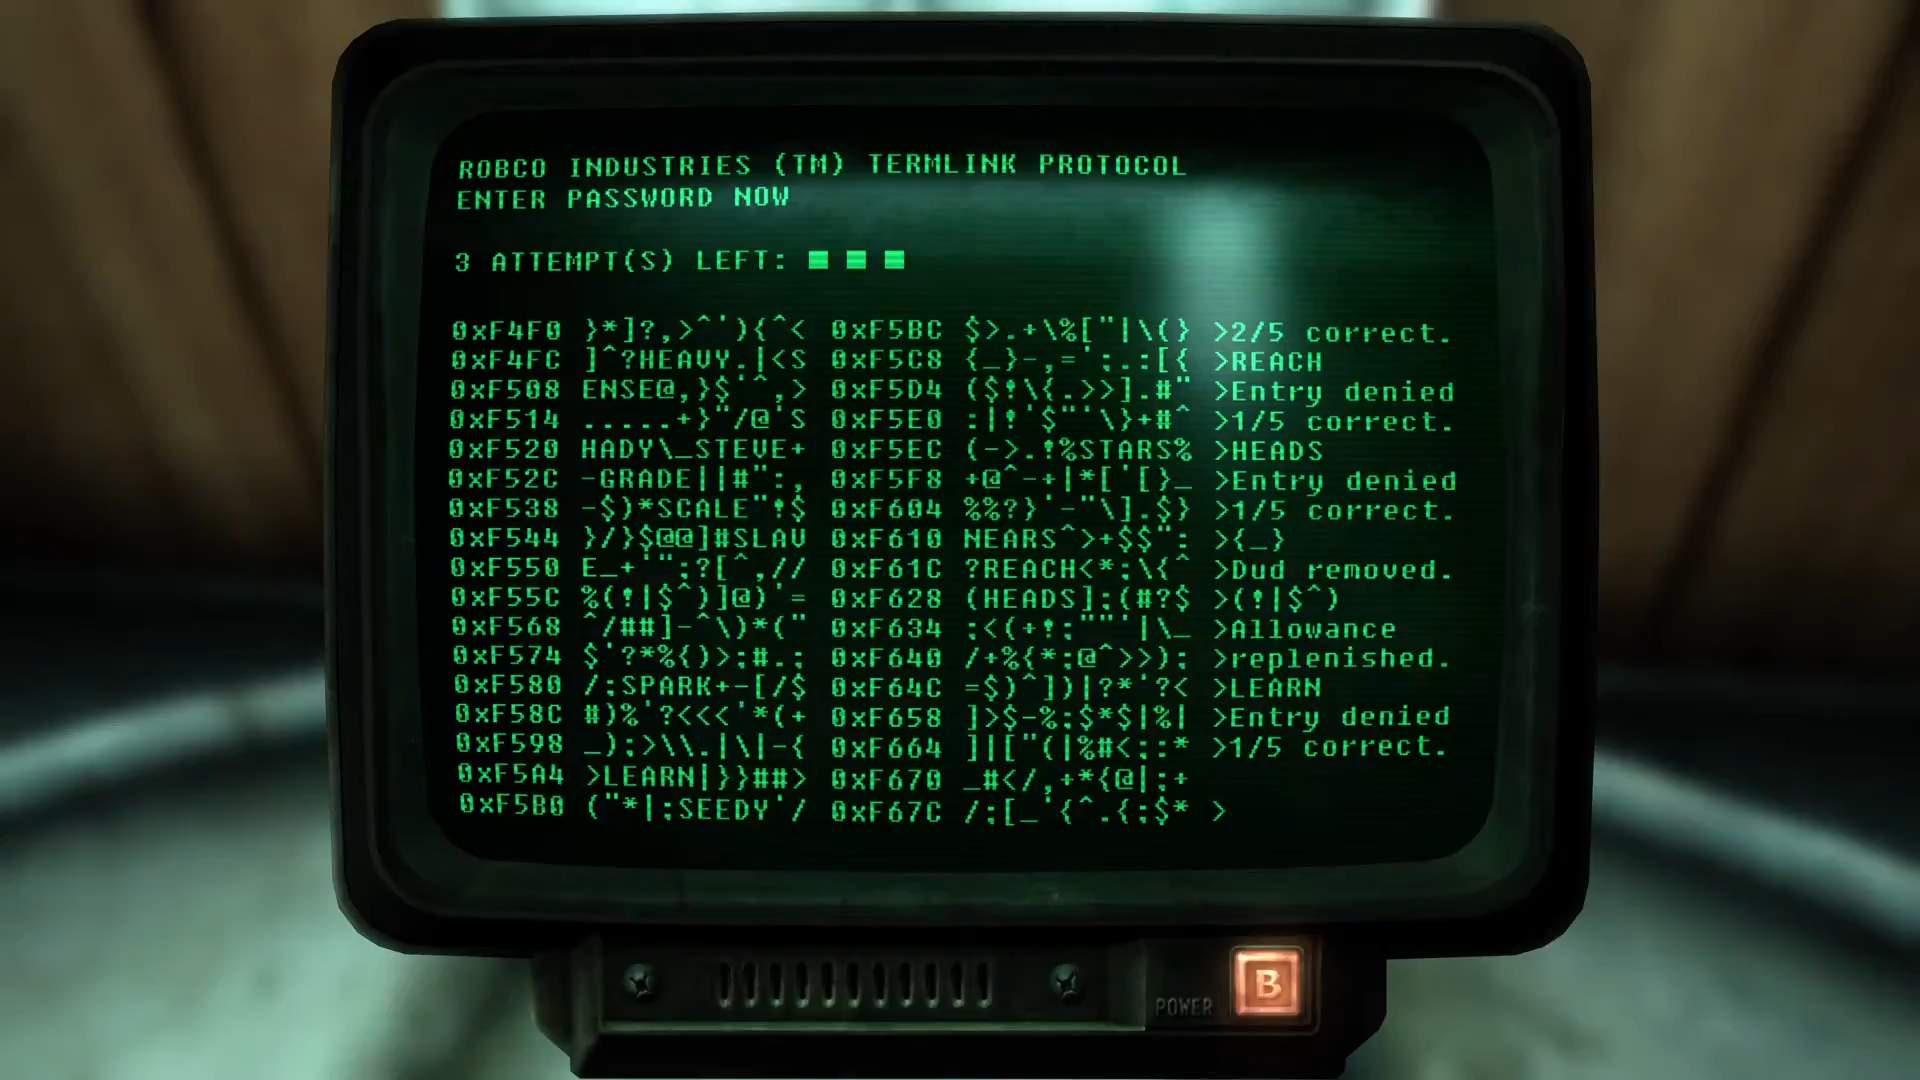 ROBCO INDUSTRIES (TM) TERMLINK PROTOCOL
ENTER PASSWORD NOW
3 ATTEMPT(S) LEFT: ■ ■ ■
0xF4F0 }*]?,>^'){^< 0xF5BC $>.+\%["|\(} >2/5 correct.
0xF4FC ]^?HEAVY.|<S 0xF5C8 {_}-,=';.:[{ >REACH
0xF508 ENSE@,}$'^,> 0xF5D4 ($!\{.>>].#" >Entry denied
0xF514 .....+}"/@'S 0xF5E0 :|!'$"'\}+#^ >1/5 correct.
0xF520 HADY\_STEVE+ 0xF5EC (->.!%STARS% >HEADS
0xF52C -GRADE||#":, 0xF5F8 +@^-+|*['[}_ >Entry denied
0xF538 -$)*SCALE"!$ 0xF604 %%?}'-"\].$} >1/5 correct.
0xF544 }/}$@@]#SLAV 0xF610 NEARS^>+$$": >{_}
0xF550 E_+'";?[^,// 0xF61C ?REACH<*;\{^ >Dud removed.
0xF55C %(!|$^)]@)'= 0xF628 (HEADS];(#?$ >(!|$^)
0xF568 ^/##]-^\)*(" 0xF634 ;<(+!;""'|\_ >Allowance
0xF574 $'?*%{)>;#.; 0xF640 /+%{*;@^>>); >replenished.
0xF580 /;SPARK+-[/$ 0xF64C =$)^])|?*'?< >LEARN
0xF58C #)%'?<<<'*(+ 0xF658 ]>$-%;$*$|%| >Entry denied
0xF598 _);>\\.|\|-{ 0xF664 ]|["(|%#<;:* >1/5 correct.
0xF5A4 >LEARN|}}##> 0xF670 _#</,+*{@|;+
0xF5B0 ("*|;SEEDY'/ 0xF67C /;[_'{^.{;$* >
POWER
B